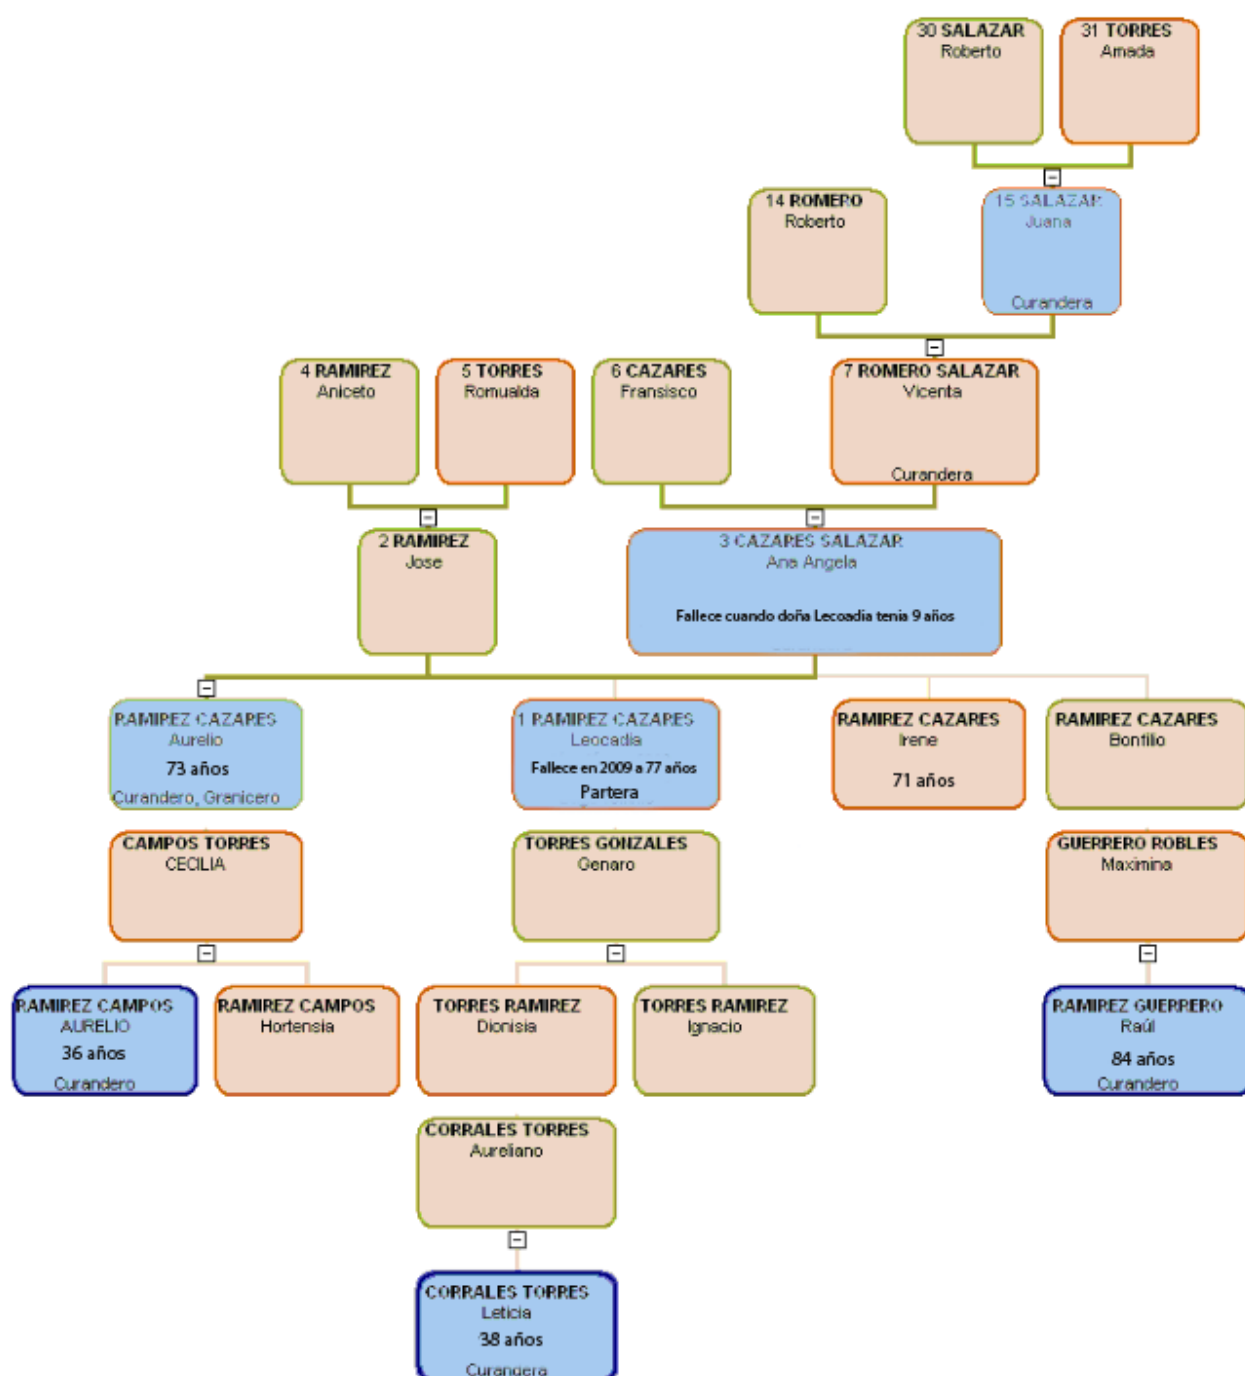 30 SALAZAR
Roberto
31 TORRES
Amada
14 ROMERO
Roberto
15 SALAZAR
Juana
Curandera
4 RAMIREZ
Aniceto
5 TORRES
Romualda
6 CAZARES
Fransisco
7 ROMERO SALAZAR
Vicenta
Curandera
2 RAMIREZ
Jose
3 CAZARES SALAZAR
Ana Angela
Fallece cuando doña Lecoadia tenia 9 años
RAMIREZ CAZARES
Aurelio
73 años
Curandero, Granicero
1 RAMIREZ CAZARES
Leocadia
Fallece en 2009 a 77 años
Partera
RAMIREZ CAZARES
Irene
71 años
RAMIREZ CAZARES
Bonfilio
CAMPOS TORRES
CECILIA
TORRES GONZALES
Genaro
GUERRERO ROBLES
Maximina
RAMIREZ CAMPOS
AURELIO
36 años
Curandero
RAMIREZ CAMPOS
Hortensia
TORRES RAMIREZ
Dionisia
TORRES RAMIREZ
Ignacio
RAMIREZ GUERRERO
Raúl
84 años
Curandero
CORRALES TORRES
Aureliano
CORRALES TORRES
Leticia
38 años
Curandera